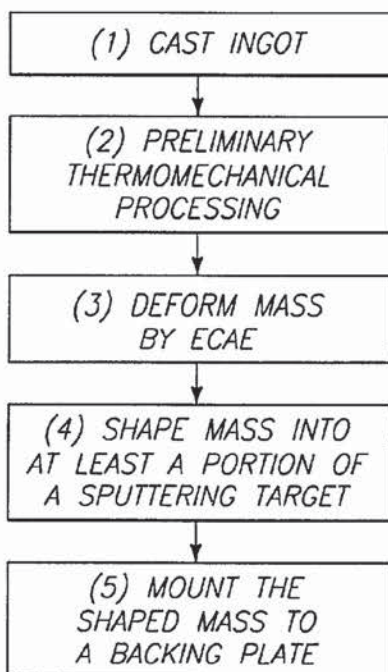 (1) CAST INGOT
(2) PRELIMINARY
THERMOMECHANICAL
PROCESSING
(3) DEFORM MASS
BY ECAE
(4) SHAPE MASS INTO
AT LEAST A PORTION OF
A SPUTTERING TARGET
(5) MOUNT THE
SHAPED MASS TO
A BACKING PLATE